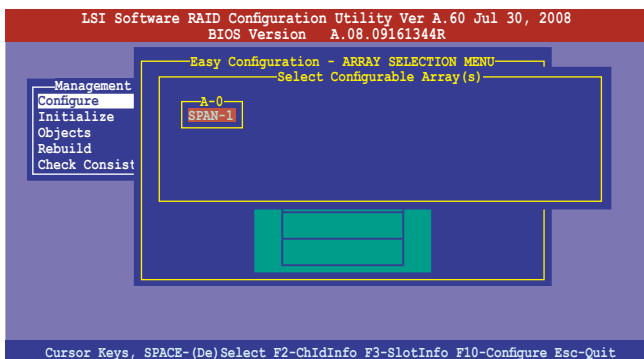 LSI Software RAID Configuration Utility Ver A.60 Jul 30, 2008
BIOS Version A.08.09161344R
Easy Configuration - ARRAY SELECTION MENU
Select Configurable Array(s)
Management
Configure
Initialize
Objects
Rebuild
Check Consist
A-0
SPAN-1
Cursor Keys, SPACE-(De)Select F2-ChIdInfo F3-SlotInfo F10-Configure Esc-Quit